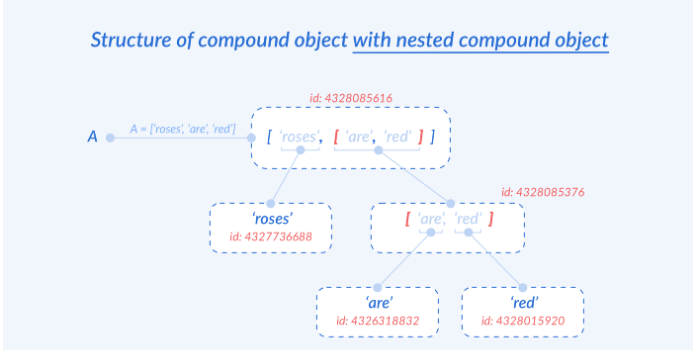 Structure of compound object with nested compound object
id: 4328085616
A
A = ['roses', 'are', 'red']
[ 'roses', [ 'are', 'red' ] ]
id: 4328085376
'roses'
id: 4327736688
[ 'are', 'red' ]
'are'
id: 4326318832
'red'
id: 4328015920